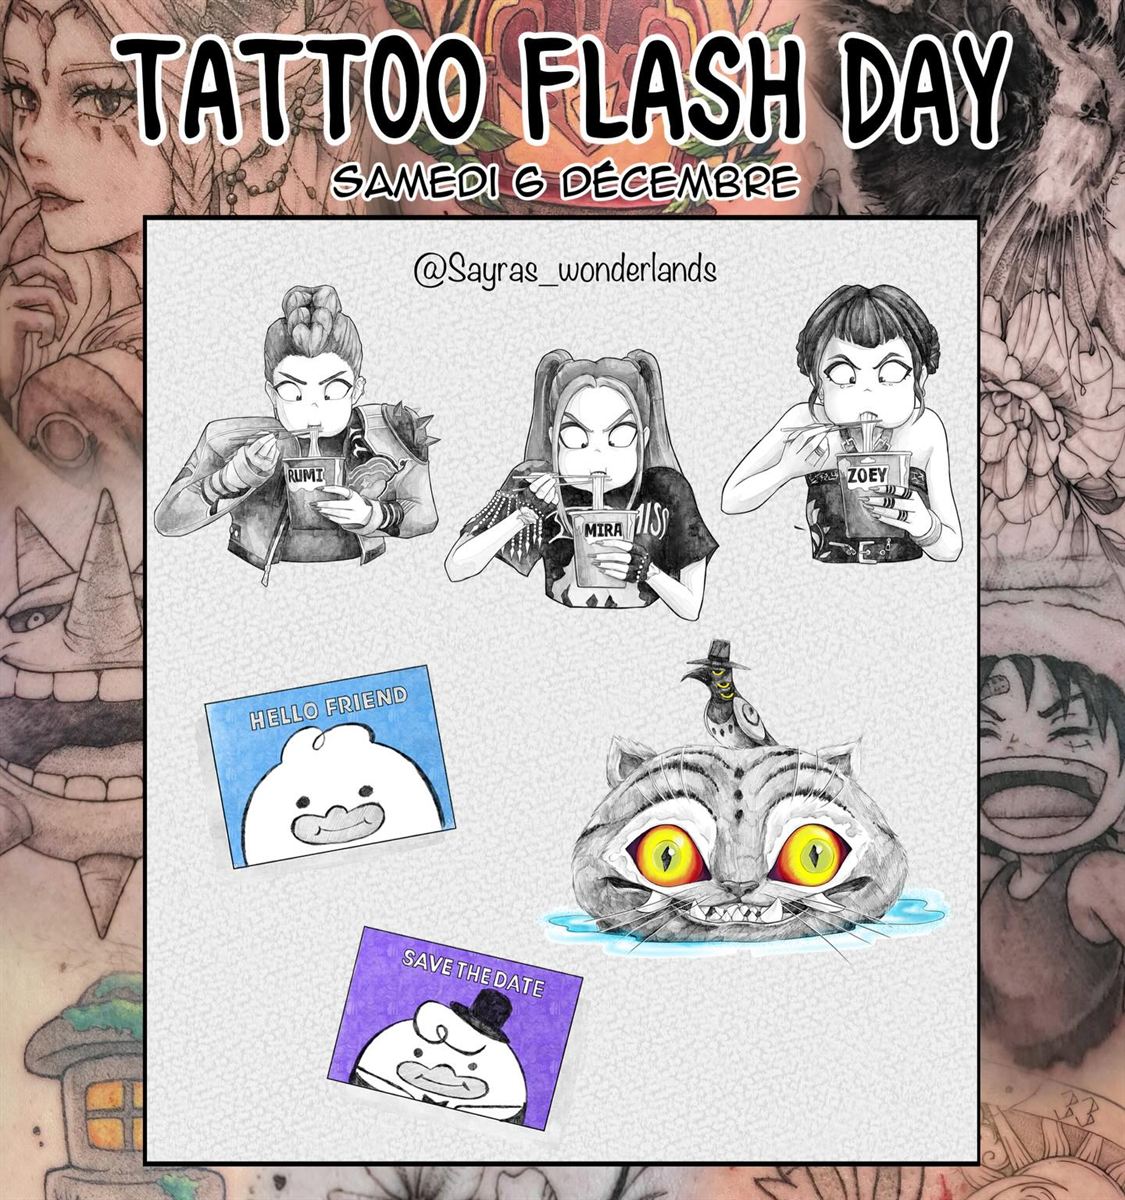 TATTOO FLASH DAY
SAMEDI 6 DÉCEMBRE
@Sayras_wonderlands
RUMI
MIRA
ZOEY
HELLO FRIEND
SAVE THE DATE